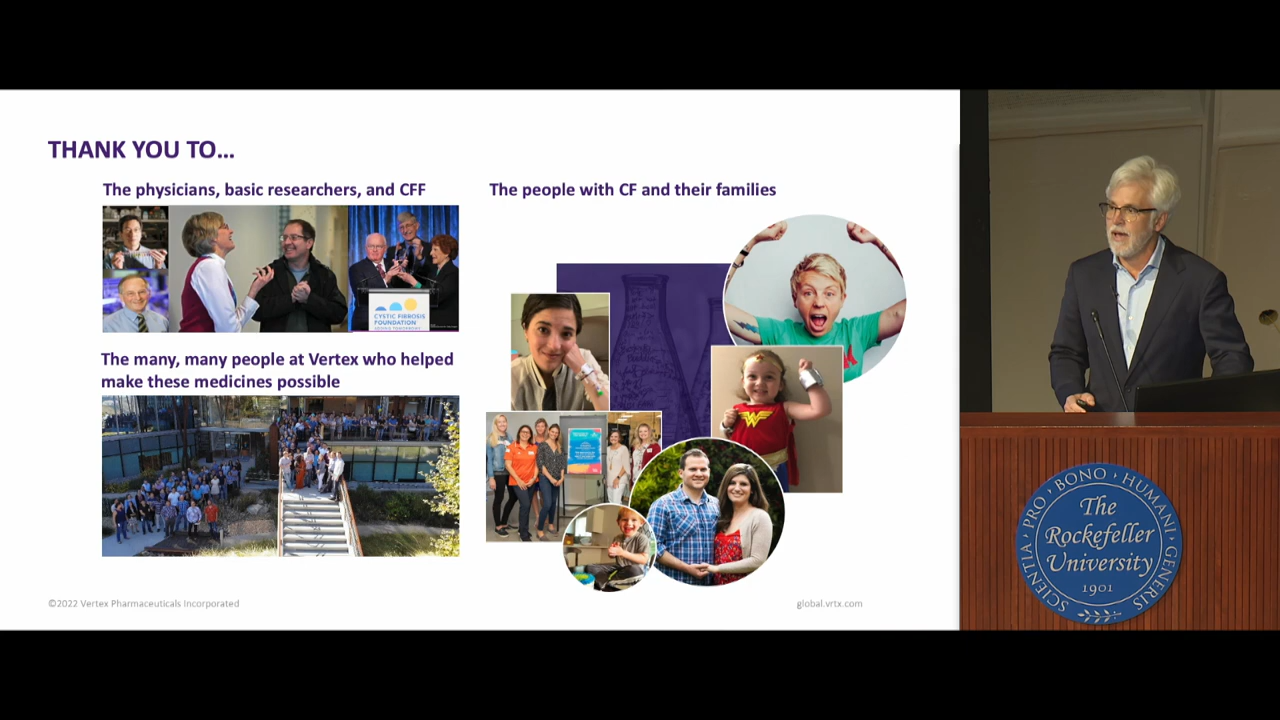 THANK YOU TO...
The physicians, basic researchers, and CFF
CYSTIC FIBROSIS
FOUNDATION
The many, many people at Vertex who helped
make these medicines possible
The people with CF and their families
©2022 Vertex Pharmaceuticals Incorporated
global.vrtx.com
SCIENTIA · PRO · BONO · HUMANI · GENERIS
The
Rockefeller
University
1901